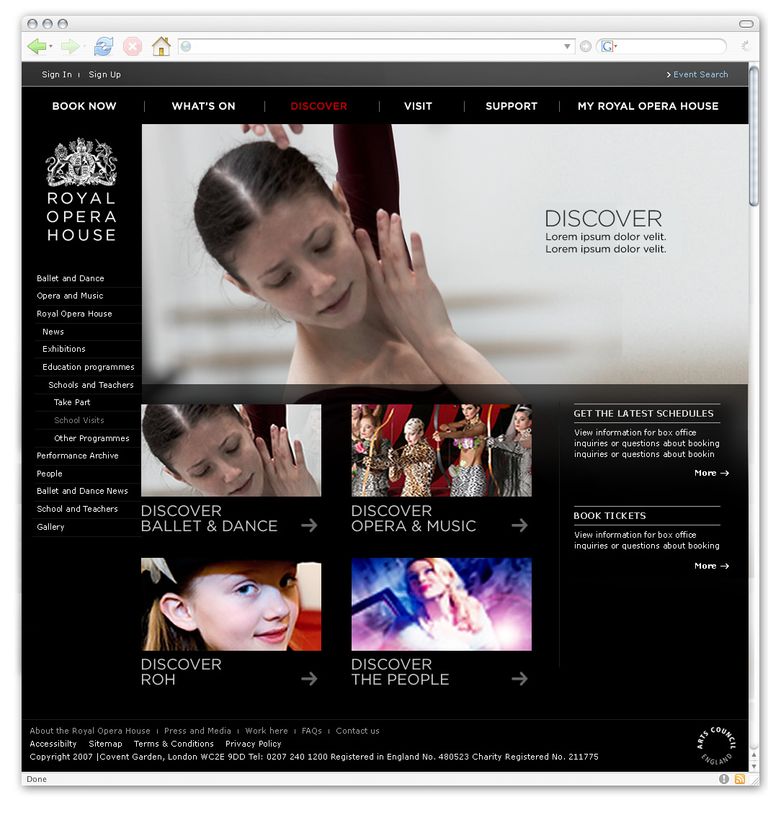 Sign In Sign Up
Event Search
BOOK NOW WHAT'S ON DISCOVER VISIT SUPPORT MY ROYAL OPERA HOUSE
ROYAL
OPERA
HOUSE
Ballet and Dance
Opera and Music
Royal Opera House
News
Exhibitions
Education programmes
Schools and Teachers
Take Part
School Visits
Other Programmes
Performance Archive
People
Ballet and Dance News
School and Teachers
Gallery
DISCOVER
Lorem ipsum dolor velit.
Lorem ipsum dolor velit.
DISCOVER
BALLET & DANCE
DISCOVER
OPERA & MUSIC
DISCOVER
ROH
DISCOVER
THE PEOPLE
GET THE LATEST SCHEDULES
View information for box office
inquiries or questions about booking
inquiries or questions about bookin
More
BOOK TICKETS
View information for box office
inquiries or questions about booking
More
About the Royal Opera House Press and Media Work here FAQs Contact us
Accessibilty Sitemap Terms & Conditions Privacy Policy
Copyright 2007 |Covent Garden, London WC2E 9DD Tel: 0207 240 1200 Registered in England No. 480523 Charity Registered No. 211775
ARTS COUNCIL
ENGLAND
Done